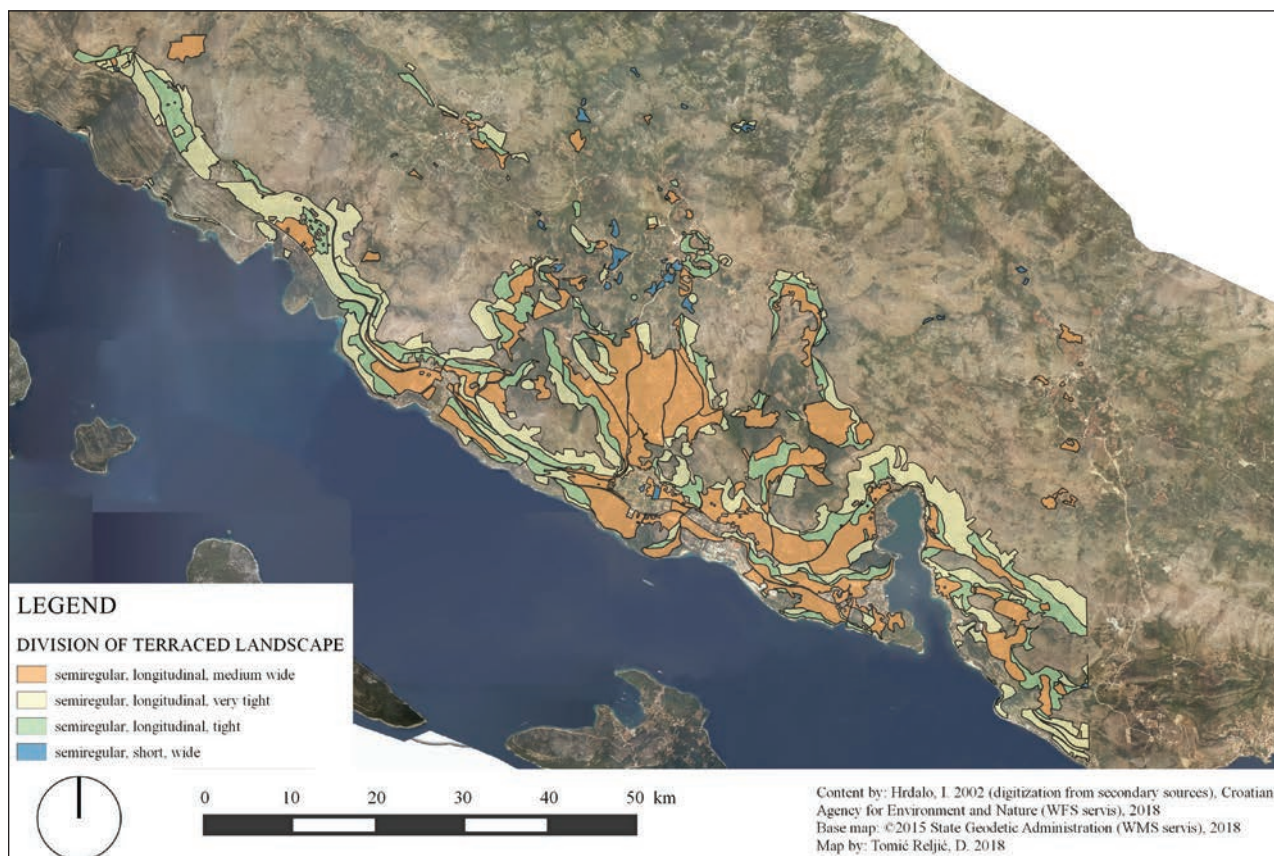 LEGEND
DIVISION OF TERRACED LANDSCAPE
semiregular, longitudinal, medium wide
semiregular, longitudinal, very tight
semiregular, longitudinal, tight
semiregular, short, wide
0 10 20 30 40 50 km
Content by: Hrdalo, I. 2002 (digitization from secondary sources), Croatian
Agency for Environment and Nature (WFS servis), 2018
Base map: ©2015 State Geodetic Administration (WMS servis), 2018
Map by: Tomić Reljić, D. 2018